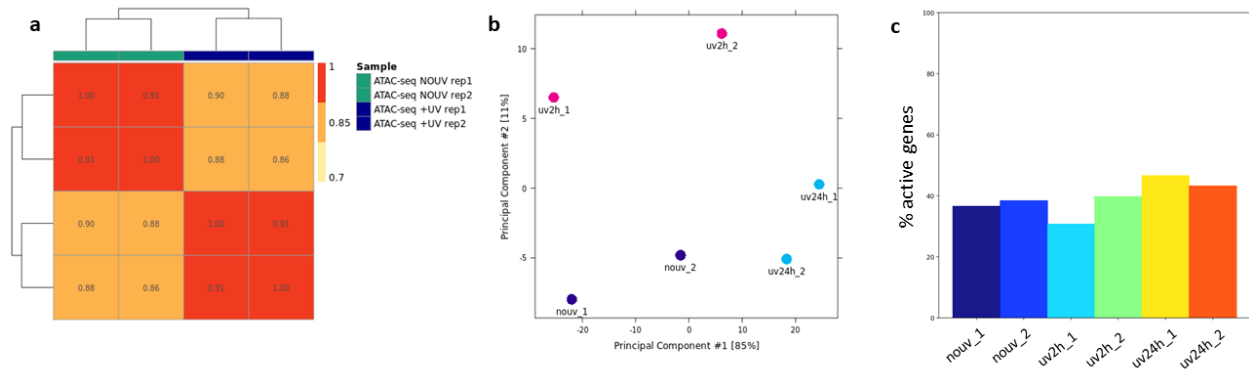 a
Sample
ATAC-seq NOUV rep1
ATAC-seq NOUV rep2
ATAC-seq +UV rep1
ATAC-seq +UV rep2
1
0.85
0.7
1.00 0.91 0.90 0.88
0.91 1.00 0.88 0.86
0.90 0.88 1.00 0.91
0.88 0.86 0.91 1.00
b
Principal Component #2 [11%]
10
5
0
-5
uv2h_2
uv2h_1
uv24h_1
nouv_2
uv24h_2
nouv_1
-20 -10 0 10 20
Principal Component #1 [85%]
c
% active genes
100
80
60
40
20
0
nouv_1 nouv_2 uv2h_1 uv2h_2 uv24h_1 uv24h_2